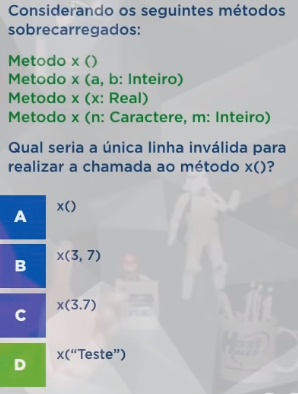 Considerando os seguintes métodos
sobrecarregados:
Metodo x ()
Metodo x (a, b: Inteiro)
Metodo x (x: Real)
Metodo x (n: Caractere, m: Inteiro)
Qual seria a única linha inválida para
realizar a chamada ao método x()?
A x()
B x(3, 7)
C x(3.7)
D x(“Teste”)